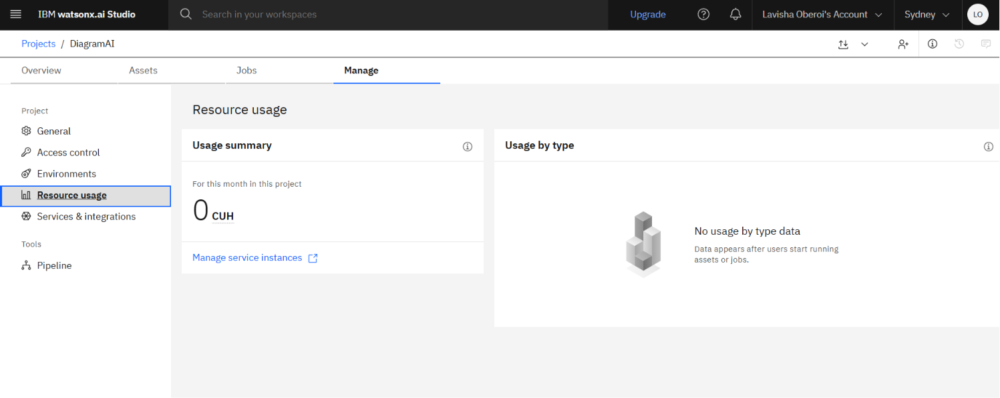 IBM watsonx.ai Studio
Search in your workspaces
Upgrade
Lavisha Oberoi's Account
Sydney
LO
Projects / DiagramAI
Overview
Assets
Jobs
Manage
Project
General
Access control
Environments
Resource usage
Services & integrations
Tools
Pipeline
Resource usage
Usage summary
For this month in this project
0 CUH
Manage service instances
Usage by type
No usage by type data
Data appears after users start running
assets or jobs.